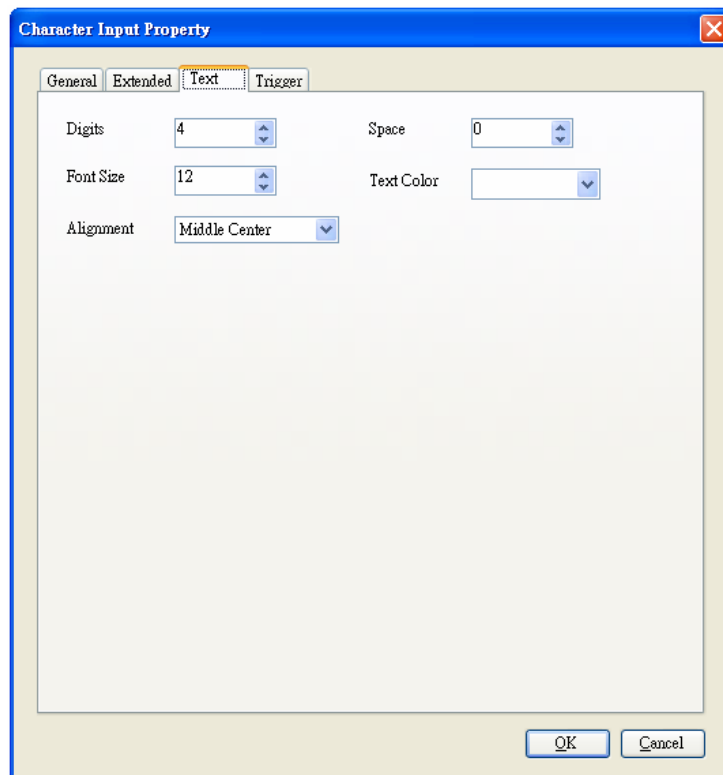 Character Input Property
General Extended Text Trigger
Digits 4 Space 0
Font Size 12 Text Color
Alignment Middle Center
OK Cancel